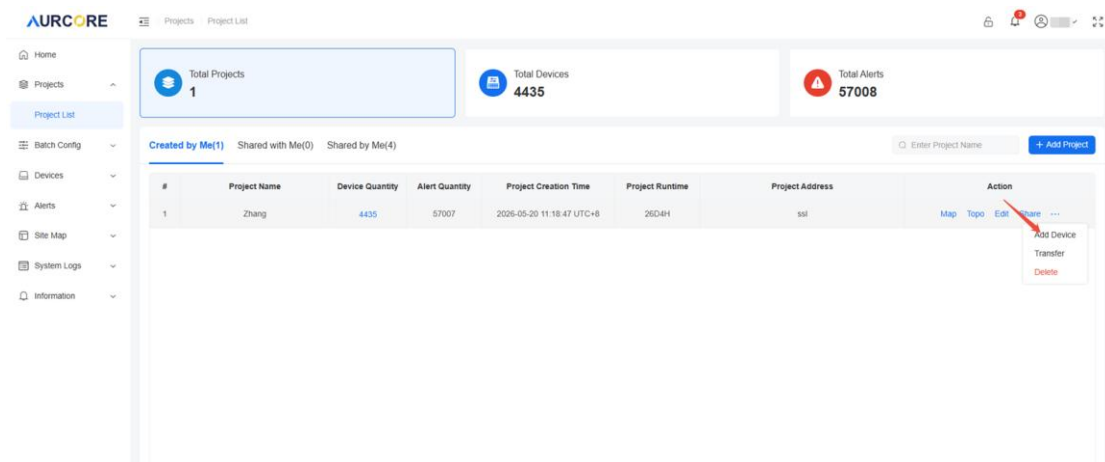 AURCORE
Projects Project List
2
Home
Projects
Project List
Batch Config
Devices
Alerts
Site Map
System Logs
Information
Total Projects
1
Total Devices
4435
Total Alerts
57008
Created by Me(1) Shared with Me(0) Shared by Me(4)
Enter Project Name
+ Add Project
# Project Name Device Quantity Alert Quantity Project Creation Time Project Runtime Project Address Action
1 Zhang 4435 57007 2026-05-20 11:18:47 UTC+8 26D4H ssl Map Topo Edit Share ...
Add Device
Transfer
Delete